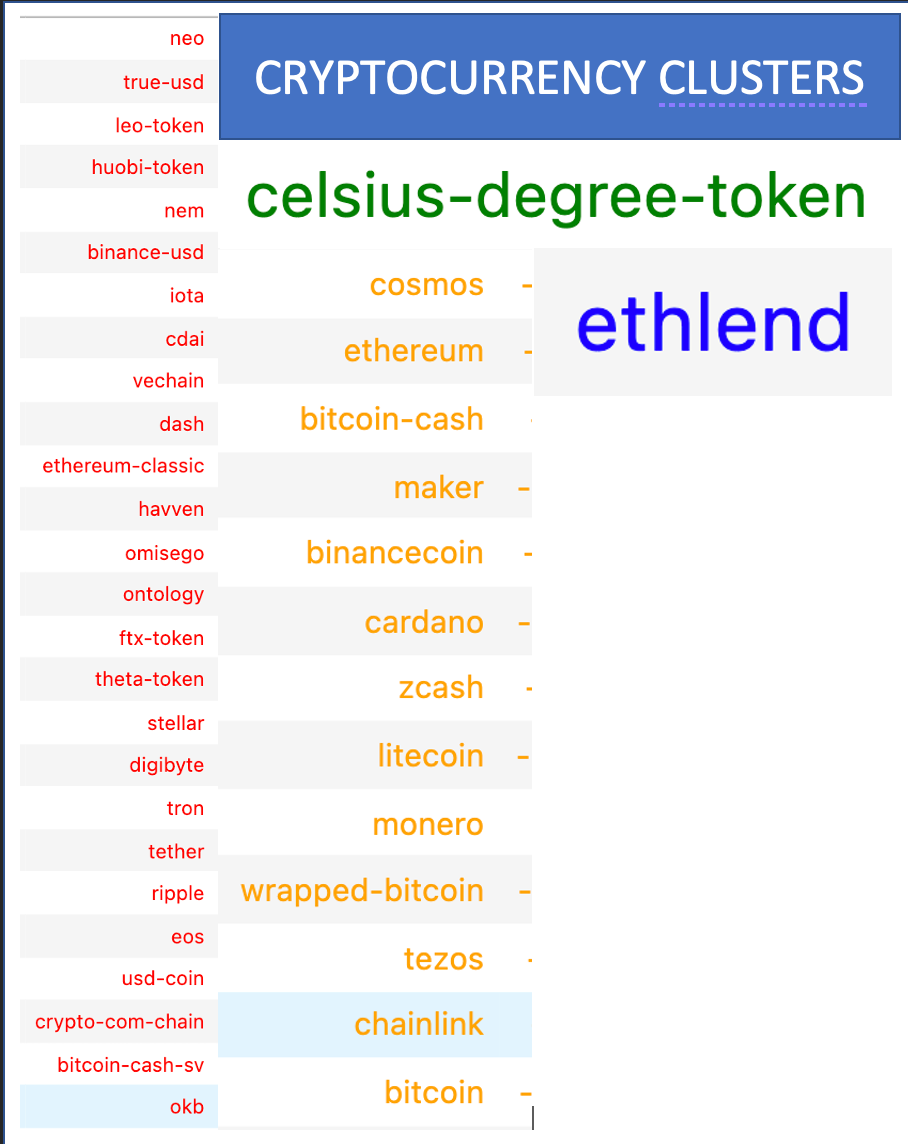 CRYPTOCURRENCY CLUSTERS
neo
true-usd
leo-token
huobi-token
nem
binance-usd
iota
cdai
vechain
dash
ethereum-classic
havven
omisego
ontology
ftx-token
theta-token
stellar
digibyte
tron
tether
ripple
eos
usd-coin
crypto-com-chain
bitcoin-cash-sv
okb
celsius-degree-token
cosmos -
ethereum -
bitcoin-cash
maker -
binancecoin -
cardano -
zcash -
litecoin -
monero
wrapped-bitcoin -
tezos -
chainlink
bitcoin -
ethlend